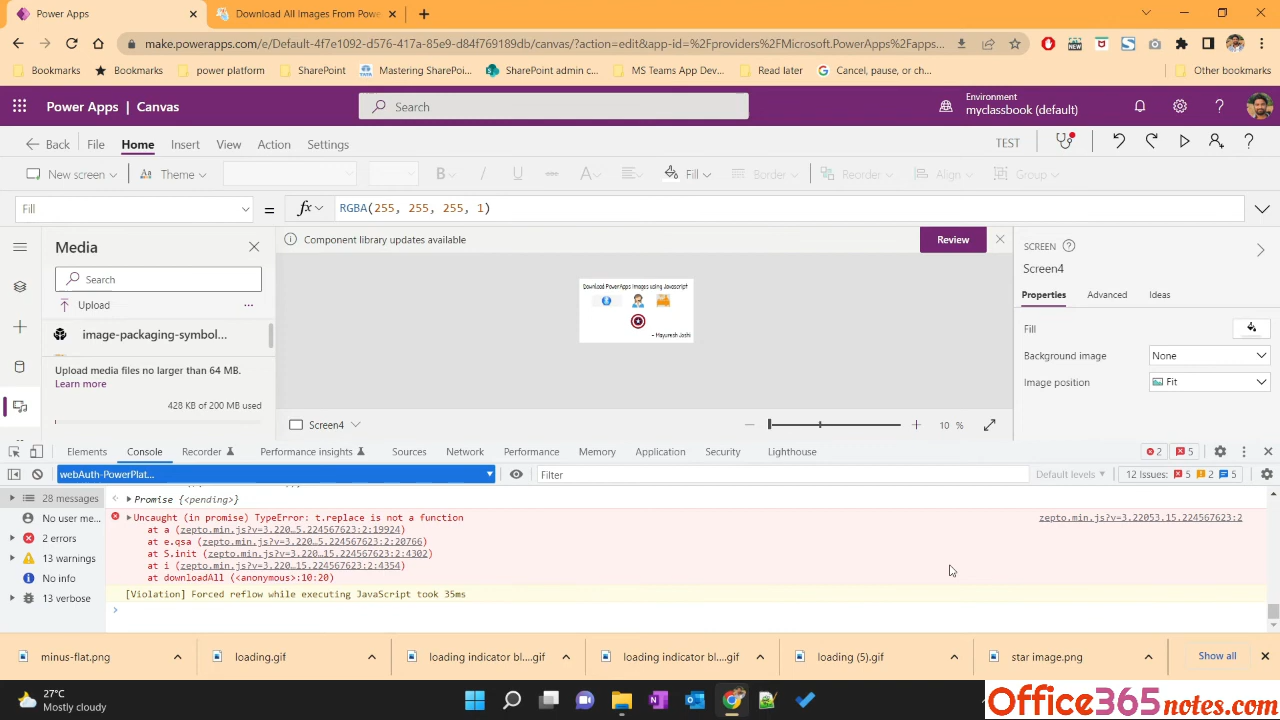 Power Apps
Download All Images From Pow
make.powerapps.com/e/Default-4f7e1092-d576-417a-85e9-d84ff69189db/canvas/?action=edit&app-id=%2Fproviders%2FMicrosoft.PowerApps%2Fapps...
Bookmarks
Bookmarks
power platform
SharePoint
Mastering SharePoi...
SharePoint admin c...
MS Teams App Dev...
Read later
Cancel, pause, or ch...
Other bookmarks
Power Apps | Canvas
Search
Environment
myclassbook (default)
Back
File
Home
Insert
View
Action
Settings
TEST
New screen
Theme
B
Fill
Border
Reorder
Align
Group
Fill
=
fx
RGBA(255, 255, 255, 1)
Media
Search
Upload
...
image-packaging-symbol...
Upload media files no larger than 64 MB.
Learn more
428 KB of 200 MB used
Component library updates available
Review
Download PowerApps Images using Javascript
- Mayuresh Joshi
SCREEN
Screen4
Properties
Advanced
Ideas
Fill
Background image
None
Image position
Fit
Screen4
10 %
Elements
Console
Recorder
Performance insights
Sources
Network
Performance
Memory
Application
Security
Lighthouse
2
5
webAuth-PowerPlat...
Filter
Default levels
12 Issues: 5 2 5
28 messages
No user me...
2 errors
13 warnings
No info
13 verbose
Promise {<pending>}
Uncaught (in promise) TypeError: t.replace is not a function
zepto.min.js?v=3.22053.15.224567623:2
at a (zepto.min.js?v=3.220...5.224567623:2:19924)
at e.qsa (zepto.min.js?v=3.220...5.224567623:2:20766)
at S.init (zepto.min.js?v=3.220...15.224567623:2:4302)
at i (zepto.min.js?v=3.220...15.224567623:2:4354)
at downloadAll (<anonymous>:10:20)
[Violation] Forced reflow while executing JavaScript took 35ms
minus-flat.png
loading.gif
loading indicator bl....gif
loading indicator bl....gif
loading (5).gif
star image.png
Show all
27°C
Mostly cloudy
Office365
notes.com